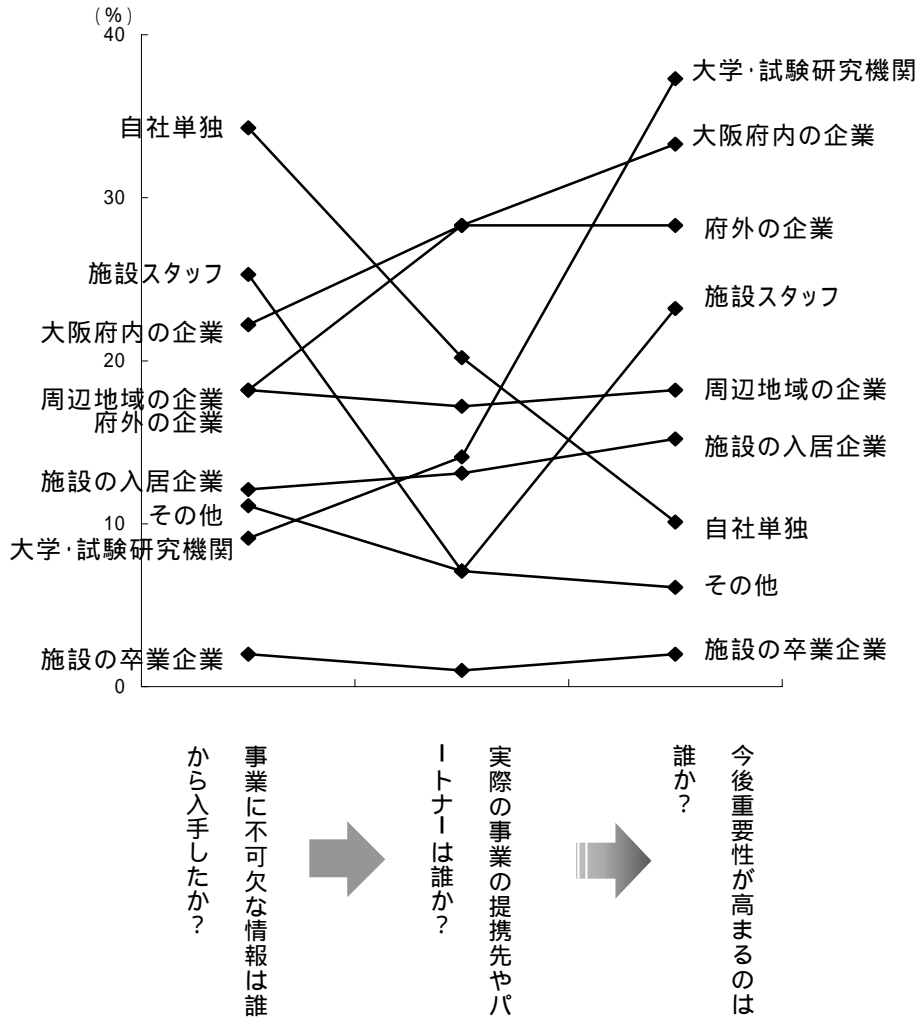 (%)
40
30
20
10
0
自社単独
施設スタッフ
大阪府内の企業
周辺地域の企業
府外の企業
施設の入居企業
その他
大学・試験研究機関
施設の卒業企業
大学・試験研究機関
大阪府内の企業
府外の企業
施設スタッフ
周辺地域の企業
施設の入居企業
自社単独
その他
施設の卒業企業
事業に不可欠な情報は誰
から入手したか?
実際の事業の提携先やパ
ートナーは誰か?
今後重要性が高まるのは
誰か?